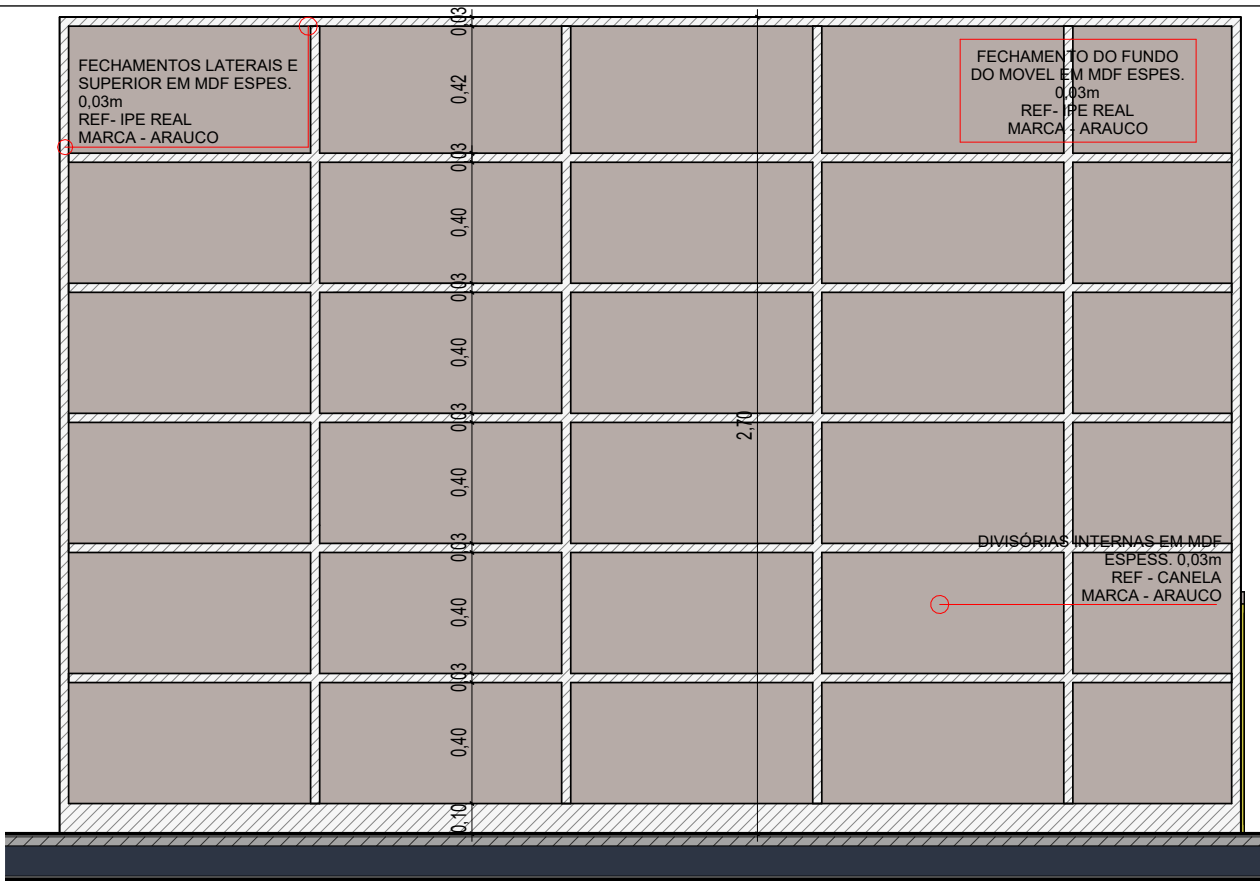 FECHAMENTOS LATERAIS E
SUPERIOR EM MDF ESPES.
0,03m
REF- IPE REAL
MARCA - ARAUCO
FECHAMENTO DO FUNDO
DO MOVEL EM MDF ESPES.
0,03m
REF- IPE REAL
MARCA - ARAUCO
0,03
0,42
0,03
0,40
0,03
0,40
0,03
0,40
0,03
0,40
0,03
0,40
0,10
2,70
DIVISÓRIAS INTERNAS EM MDF
ESPESS. 0,03m
REF - CANELA
MARCA - ARAUCO